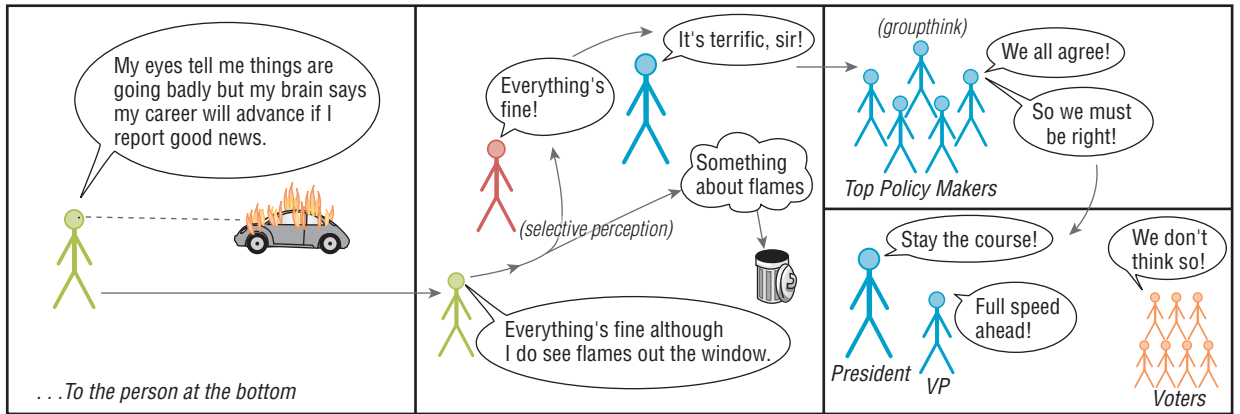 My eyes tell me things are
going badly but my brain says
my career will advance if I
report good news.
. . .To the person at the bottom
It's terrific, sir!
Everything's
fine!
Something
about flames
(selective perception)
Everything's fine although
I do see flames out the window.
(groupthink)
We all agree!
So we must
be right!
Top Policy Makers
Stay the course!
We don't
think so!
Full speed
ahead!
President
VP
Voters